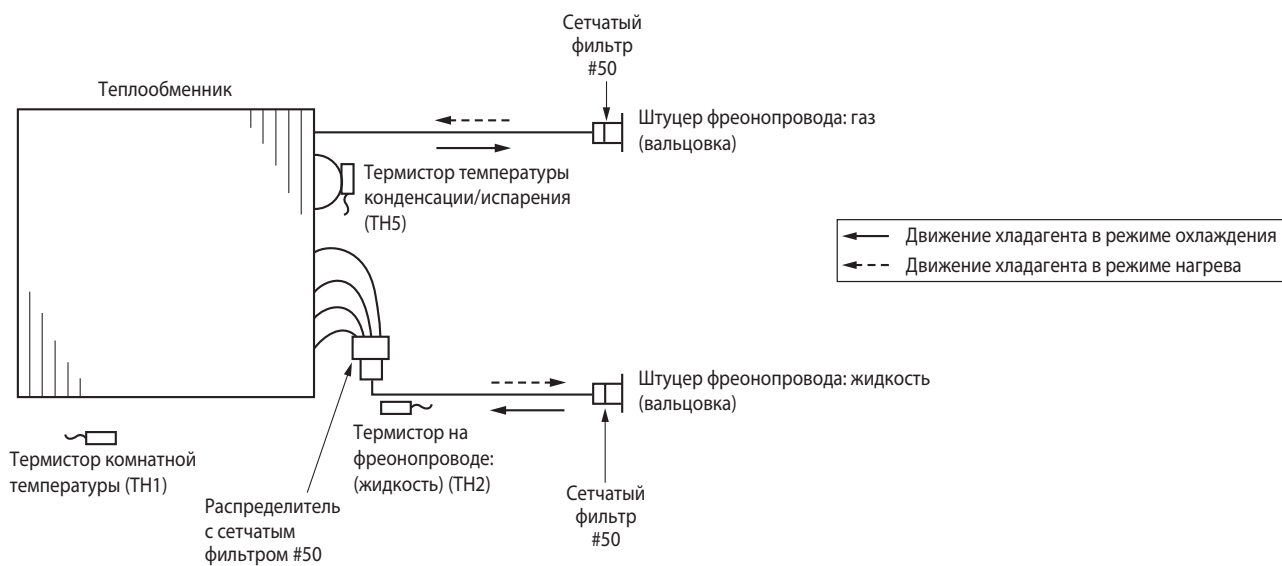 Сетчатый
фильтр
#50
Теплообменник
Штуцер фреонопровода: газ
(вальцовка)
Термистор температуры
конденсации/испарения
(TH5)
Движение хладагента в режиме охлаждения
Движение хладагента в режиме нагрева
Штуцер фреонопровода: жидкость
(вальцовка)
Термистор комнатной
температуры (TH1)
Термистор на
фреонопроводе:
(жидкость) (TH2)
Распределитель
с сетчатым
фильтром #50
Сетчатый
фильтр
#50